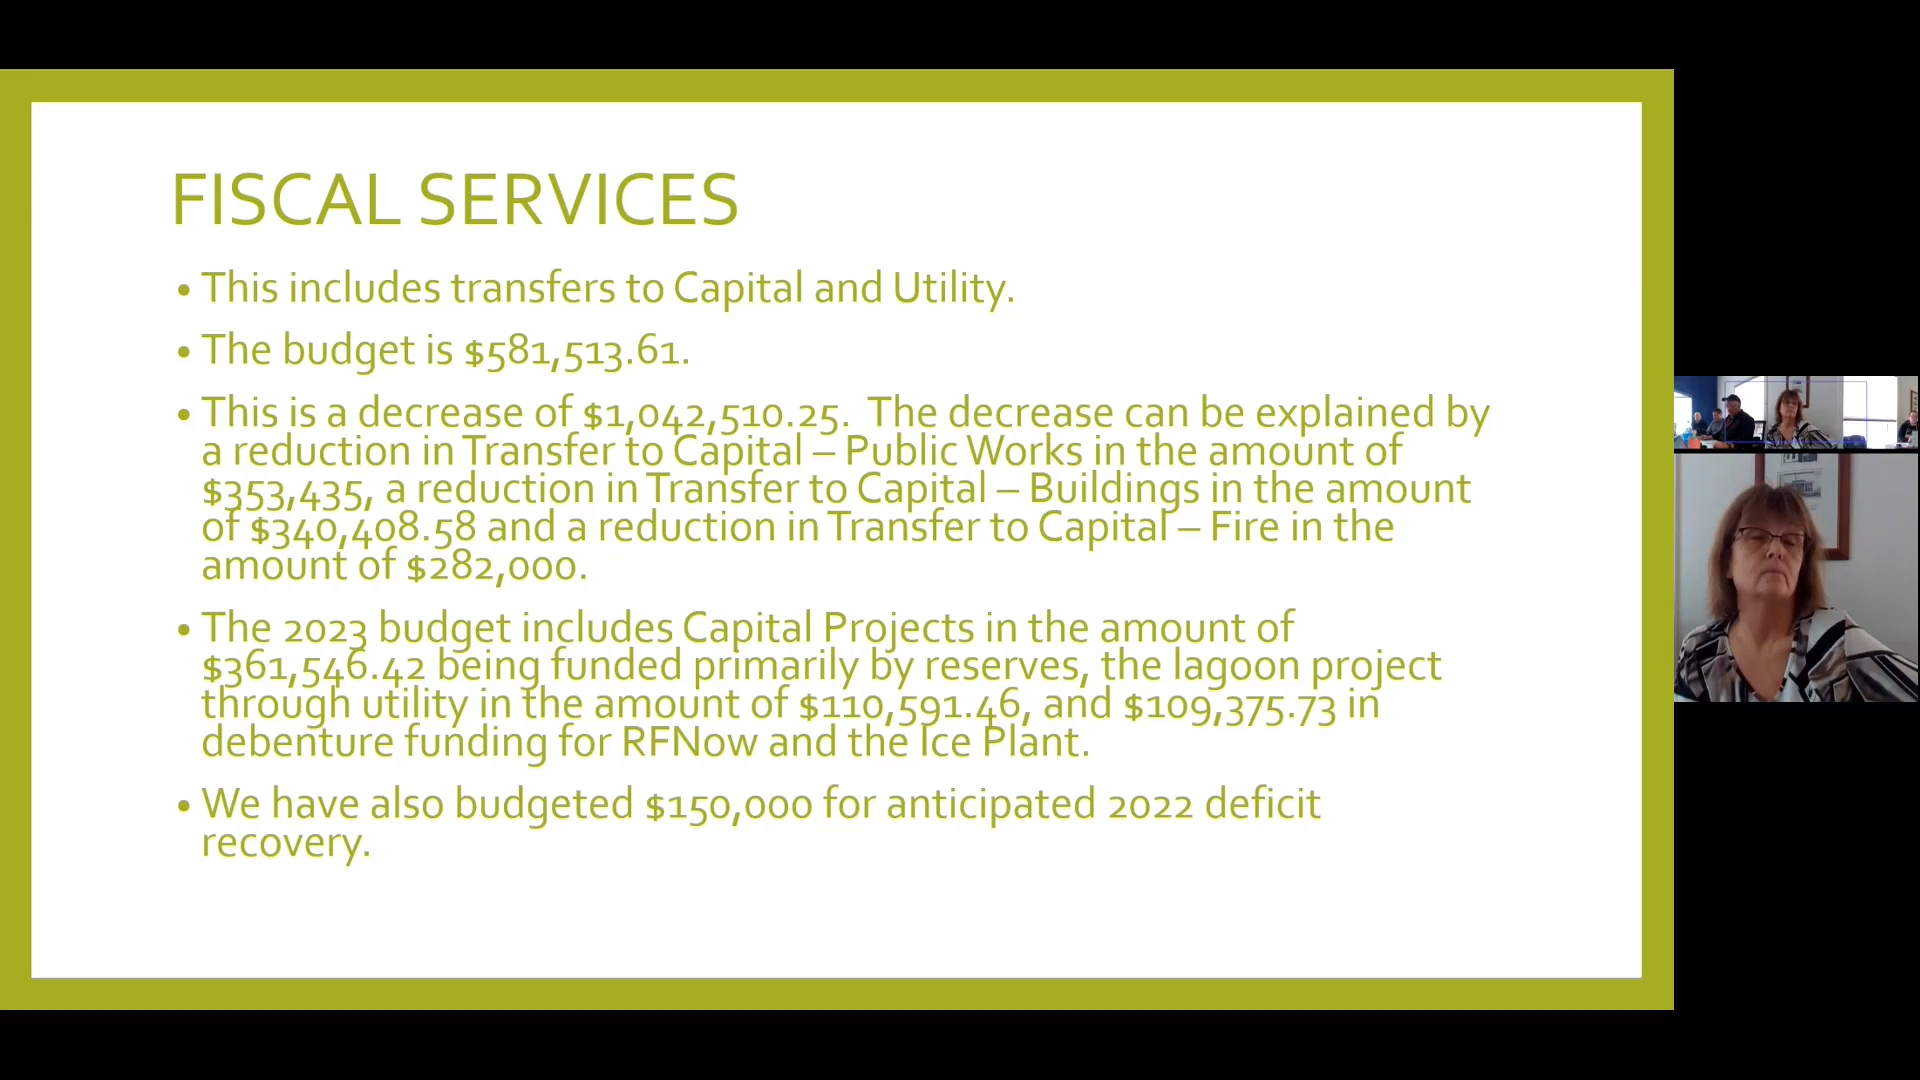 FISCAL SERVICES
• This includes transfers to Capital and Utility.
• The budget is $581,513.61.
• This is a decrease of $1,042,510.25.  The decrease can be explained by
a reduction in Transfer to Capital – Public Works in the amount of
$353,435, a reduction in Transfer to Capital – Buildings in the amount
of $340,408.58 and a reduction in Transfer to Capital – Fire in the
amount of $282,000.
• The 2023 budget includes Capital Projects in the amount of
$361,546.42 being funded primarily by reserves, the lagoon project
through utility in the amount of $110,591.46, and $109,375.73 in
debenture funding for RFNow and the Ice Plant.
• We have also budgeted $150,000 for anticipated 2022 deficit
recovery.